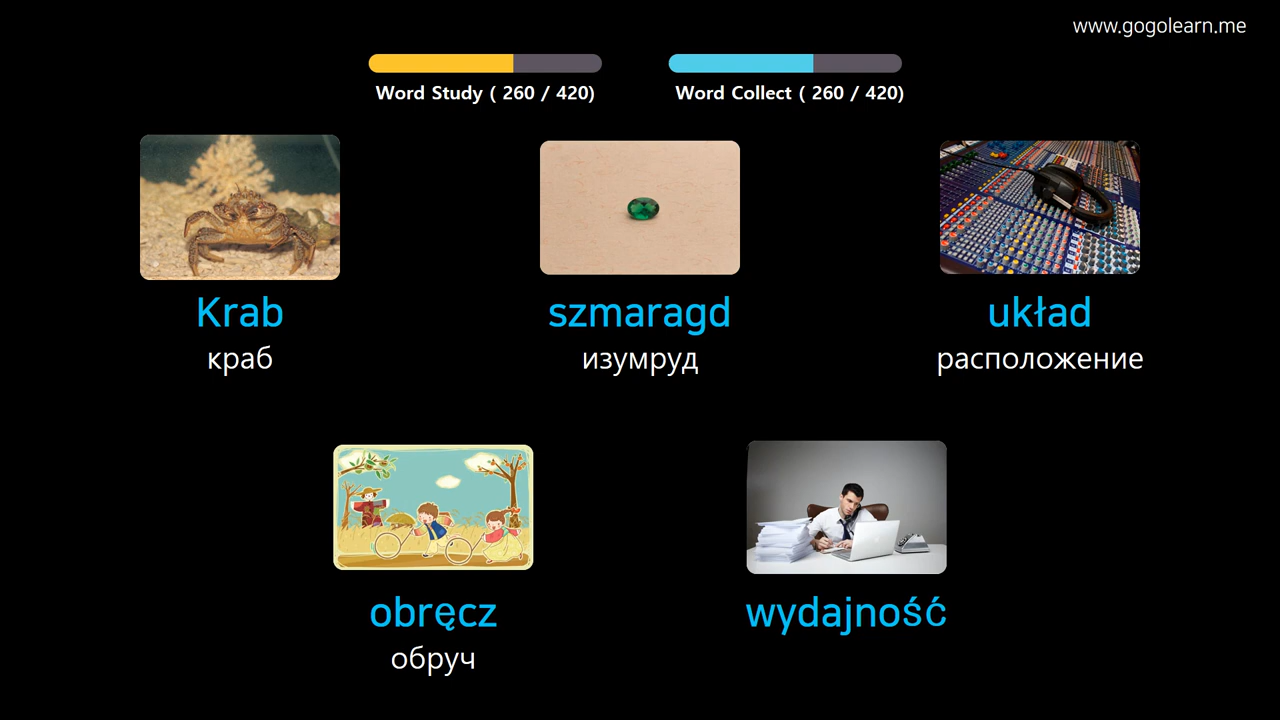 www.gogolearn.me
Word Study ( 260 / 420)
Word Collect ( 260 / 420)
Krab
краб
szmaragd
изумруд
układ
расположение
obręcz
обруч
wydajność